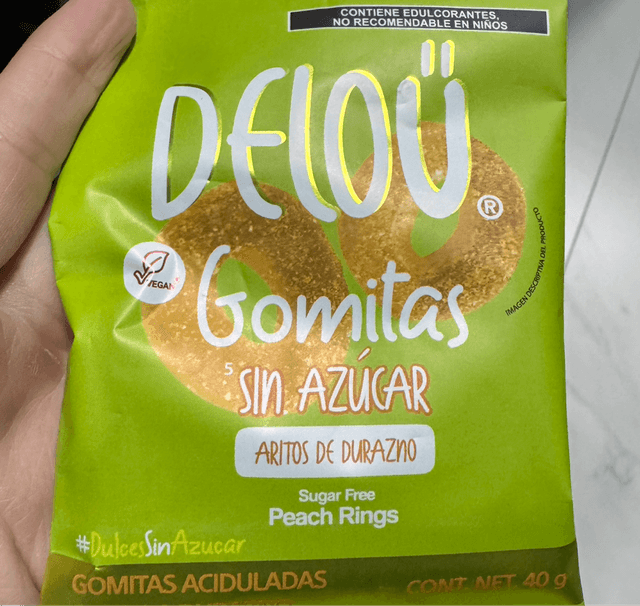 CONTIENE EDULCORANTES,
NO RECOMENDABLE EN NIÑOS
DELOÜ®
VEGAN
IMAGEN DESCRIPTIVA DEL PRODUCTO
Gomitas
5 SIN AZÚCAR
ARITOS DE DURAZNO
Sugar Free
Peach Rings
#DulcesSinAzucar
GOMITAS ACIDULADAS
CONT. NET. 40 g